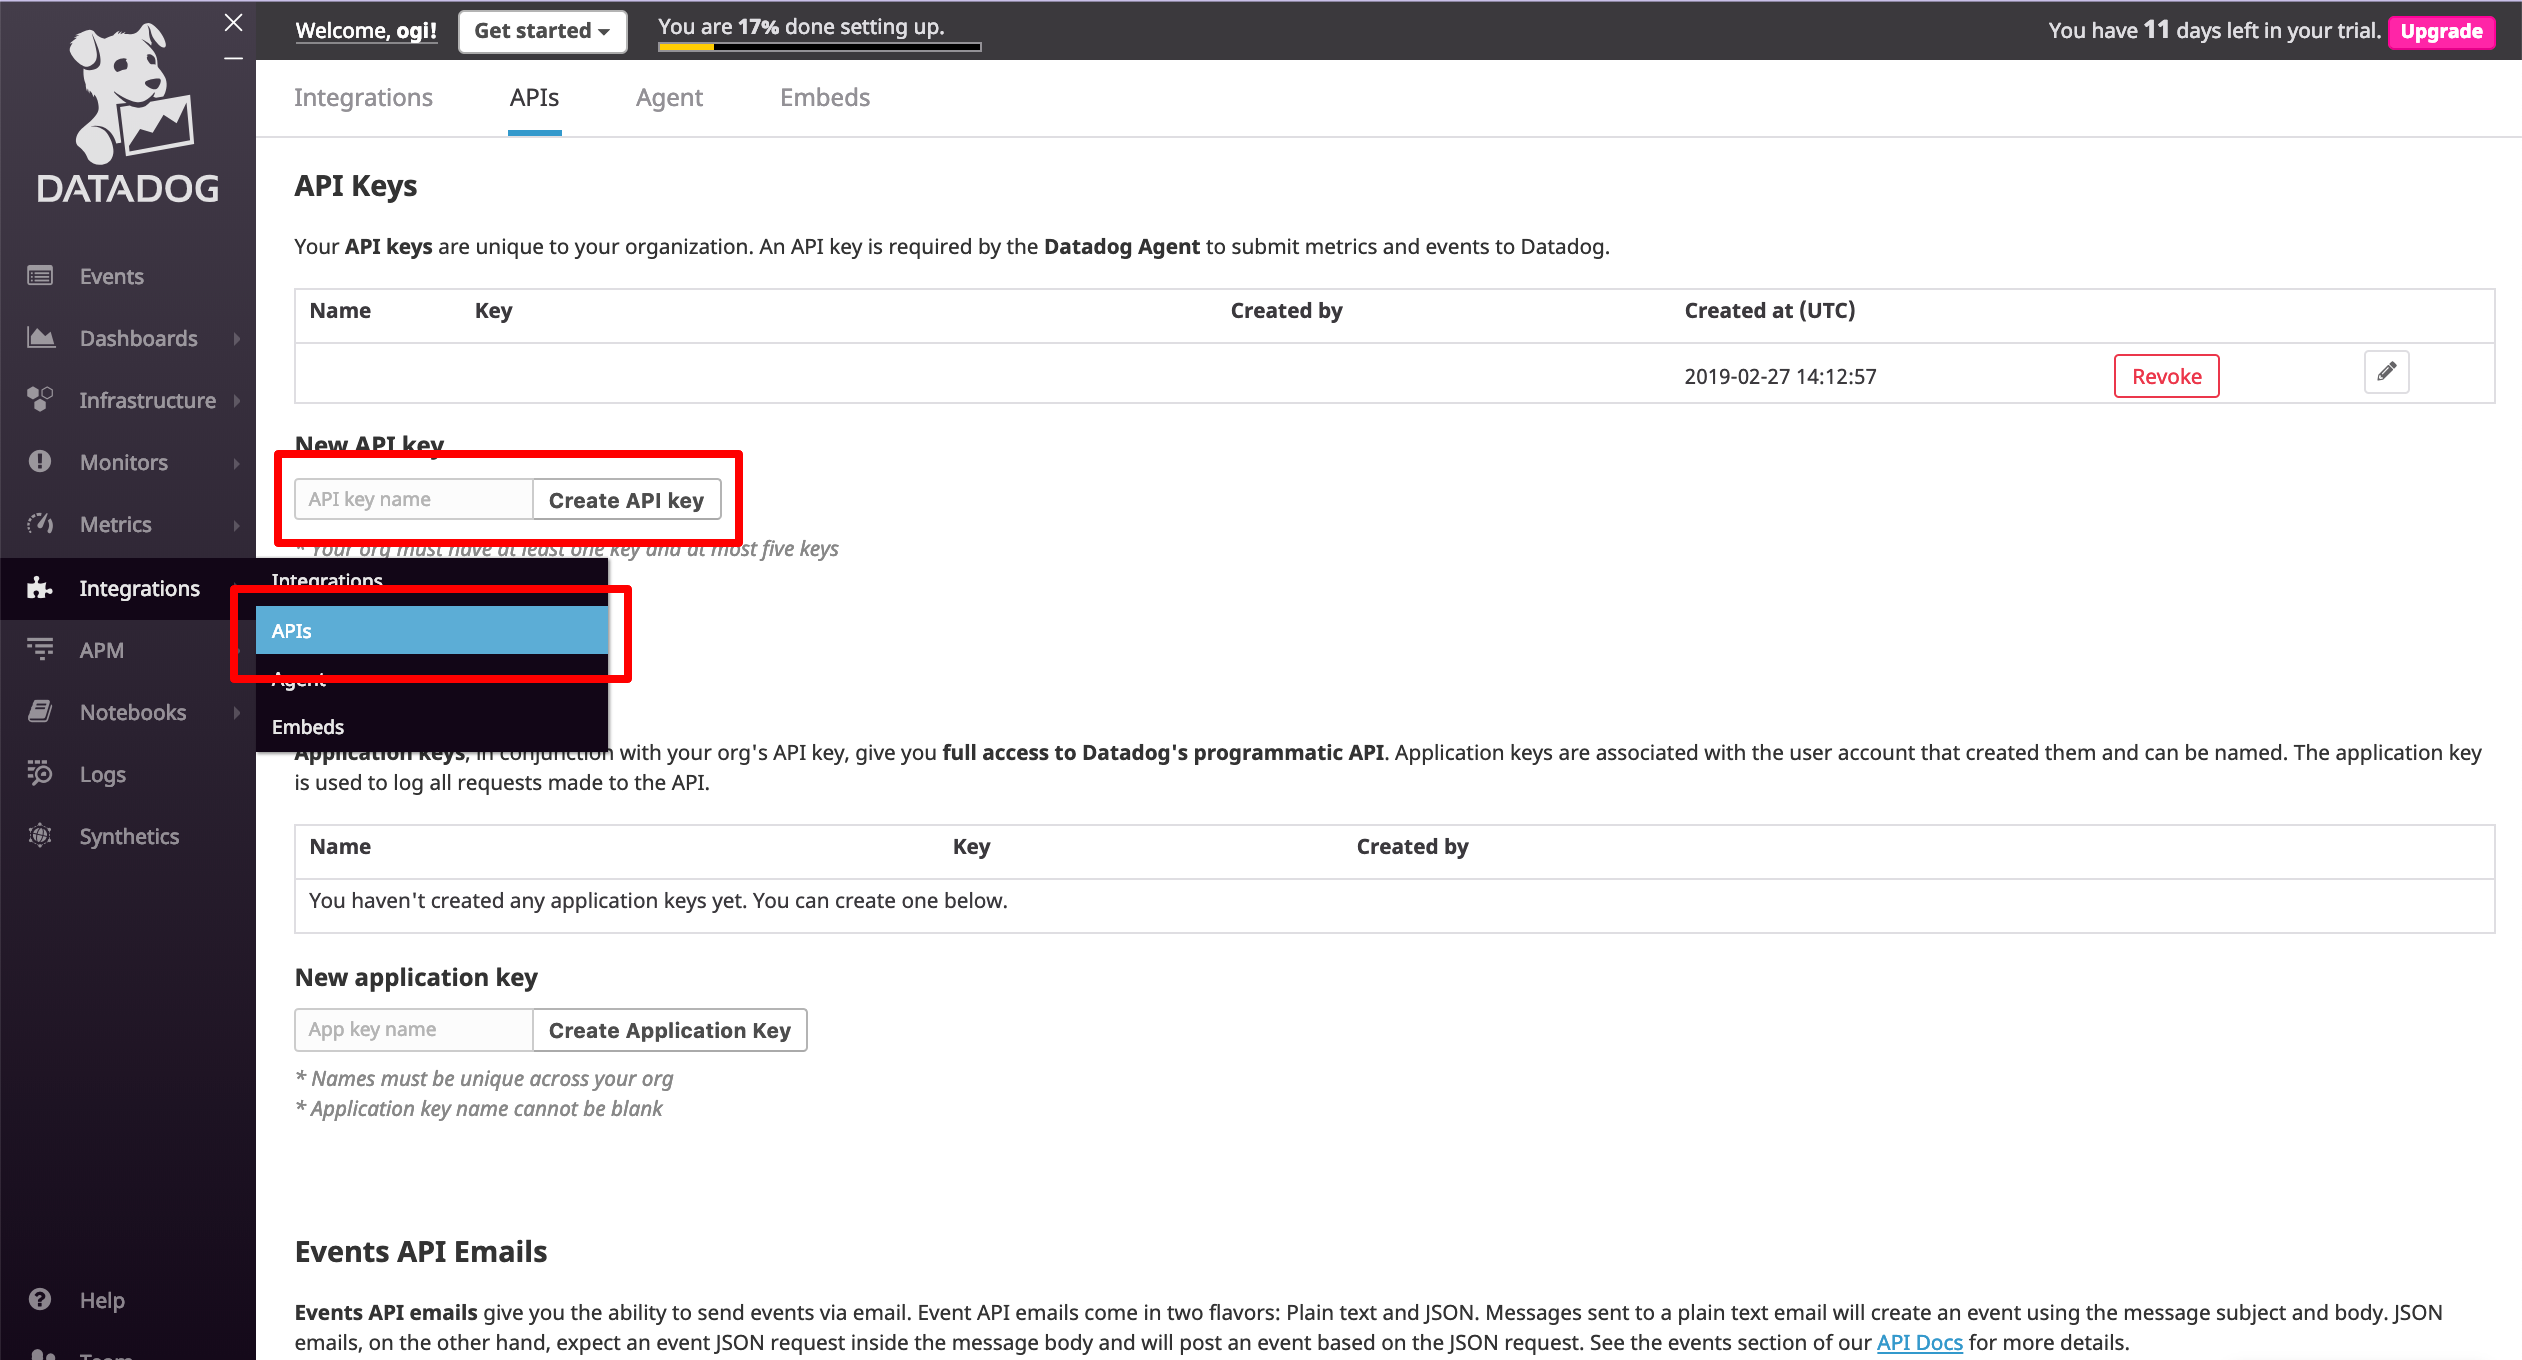 Welcome, ogi!
Get started
You are 17% done setting up.
You have 11 days left in your trial.
Upgrade
DATADOG
Events
Dashboards
Infrastructure
Monitors
Metrics
Integrations
APM
Notebooks
Logs
Synthetics
Help
Team
Integrations
APIs
Agent
Embeds
Integrations APIs Agent Embeds
API Keys
Your API keys are unique to your organization. An API key is required by the Datadog Agent to submit metrics and events to Datadog.
Name Key Created by Created at (UTC)
2019-02-27 14:12:57 Revoke
New API key
API key name Create API key
* Your org must have at least one key and at most five keys
Application keys, in conjunction with your org's API key, give you full access to Datadog's programmatic API. Application keys are associated with the user account that created them and can be named. The application key
is used to log all requests made to the API.
Name Key Created by
You haven't created any application keys yet. You can create one below.
New application key
App key name Create Application Key
* Names must be unique across your org
* Application key name cannot be blank
Events API Emails
Events API emails give you the ability to send events via email. Event API emails come in two flavors: Plain text and JSON. Messages sent to a plain text email will create an event using the message subject and body. JSON
emails, on the other hand, expect an event JSON request inside the message body and will post an event based on the JSON request. See the events section of our API Docs for more details.